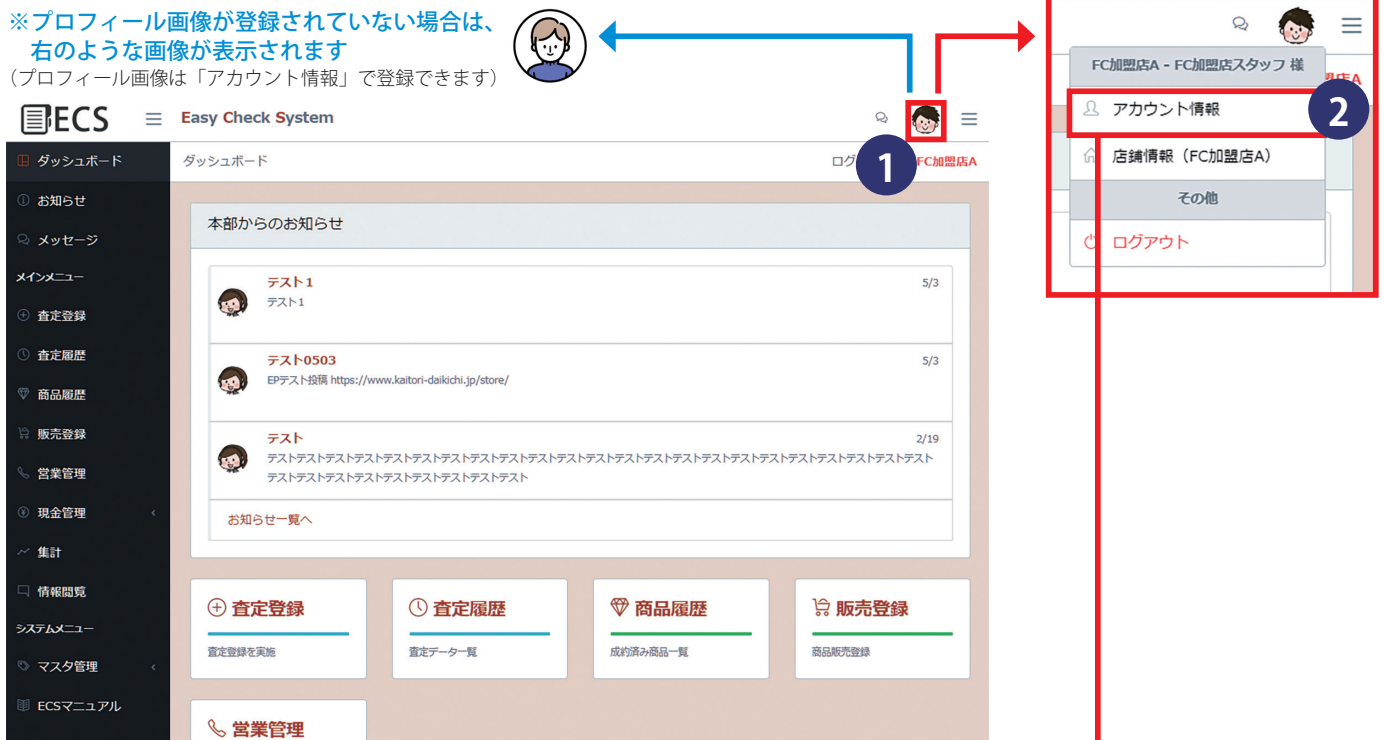 ※プロフィール画像が登録されていない場合は、
右のような画像が表示されます
(プロフィール画像は「アカウント情報」で登録できます)
ECS
Easy Check System
ダッシュボード
お知らせ
メッセージ
メインメニュー
査定登録
査定履歴
商品履歴
販売登録
営業管理
現金管理
集計
情報閲覧
システムメニュー
マスタ管理
ECSマニュアル
ダッシュボード
ログ
FC加盟店A
1
本部からのお知らせ
テスト1
5/3
テスト1
テスト0503
5/3
EPテスト投稿 https://www.kaitori-daikichi.jp/store/
テスト
2/19
テストテストテストテストテストテストテストテストテストテストテストテストテストテストテストテストテストテスト
テストテストテストテストテストテストテスト
お知らせ一覧へ
査定登録
査定登録を実施
査定履歴
査定データ一覧
商品履歴
成約済み商品一覧
販売登録
商品販売登録
営業管理
FC加盟店A - FC加盟店スタッフ 様
アカウント情報
2
店舗情報(FC加盟店A)
その他
ログアウト